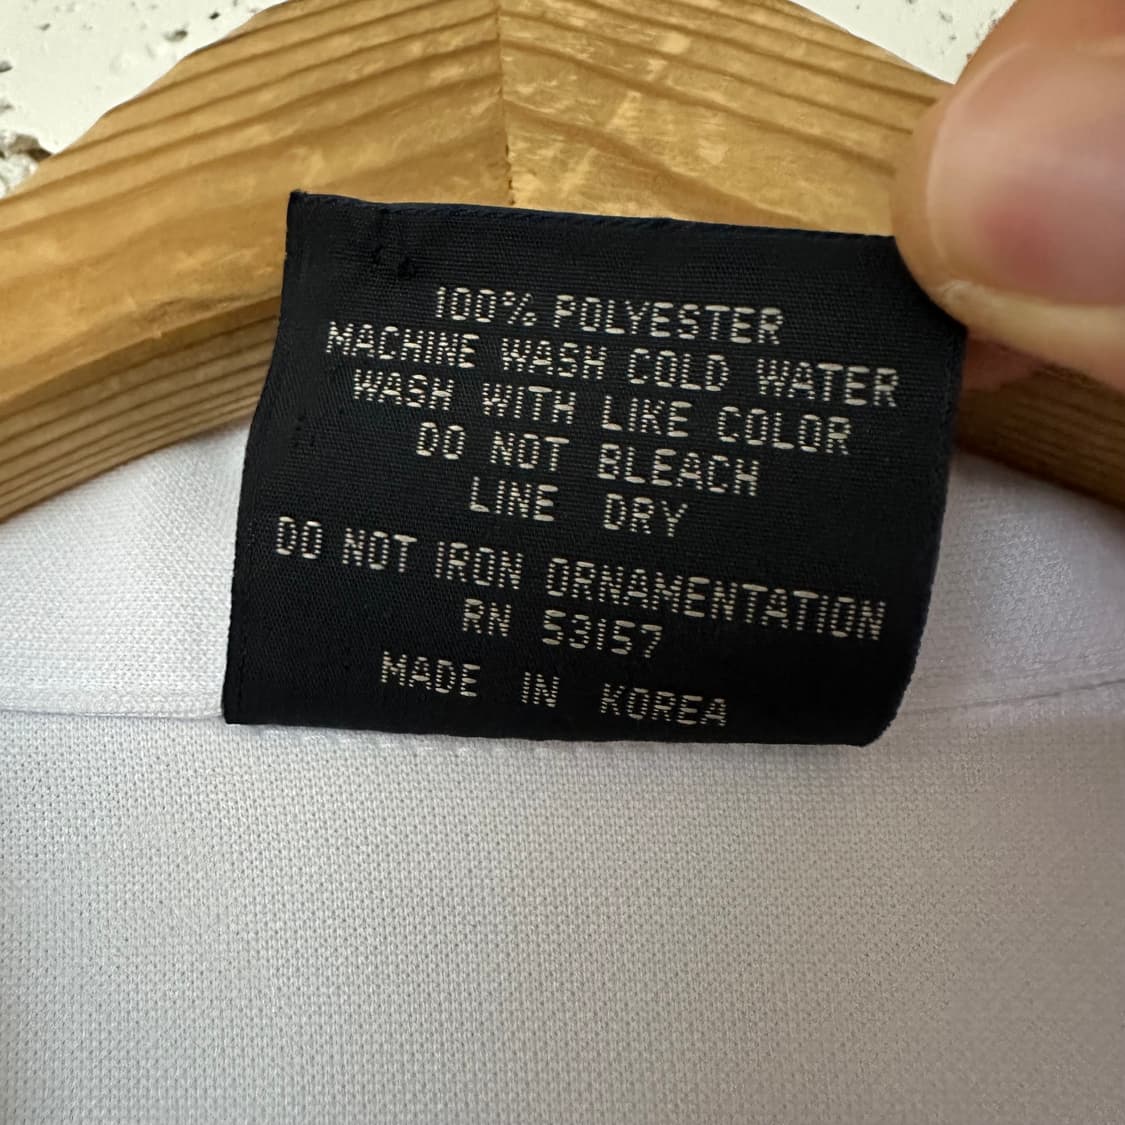 100% POLYESTER
MACHINE WASH COLD WATER
WASH WITH LIKE COLOR
DO NOT BLEACH
LINE DRY
DO NOT IRON ORNAMENTATION
RN 53157
MADE IN KOREA